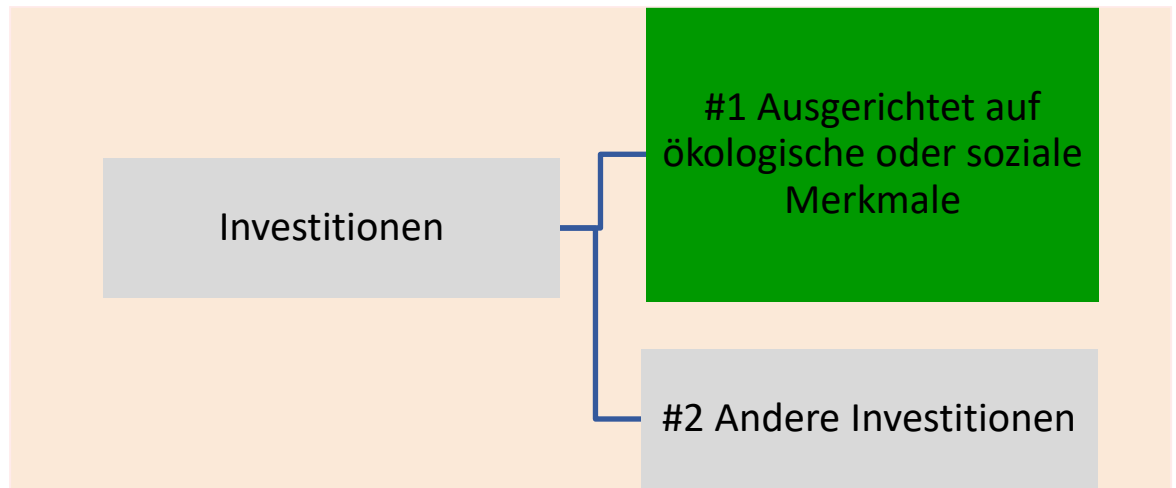 #1 Ausgerichtet auf
ökologische oder soziale
Merkmale
Investitionen
#2 Andere Investitionen